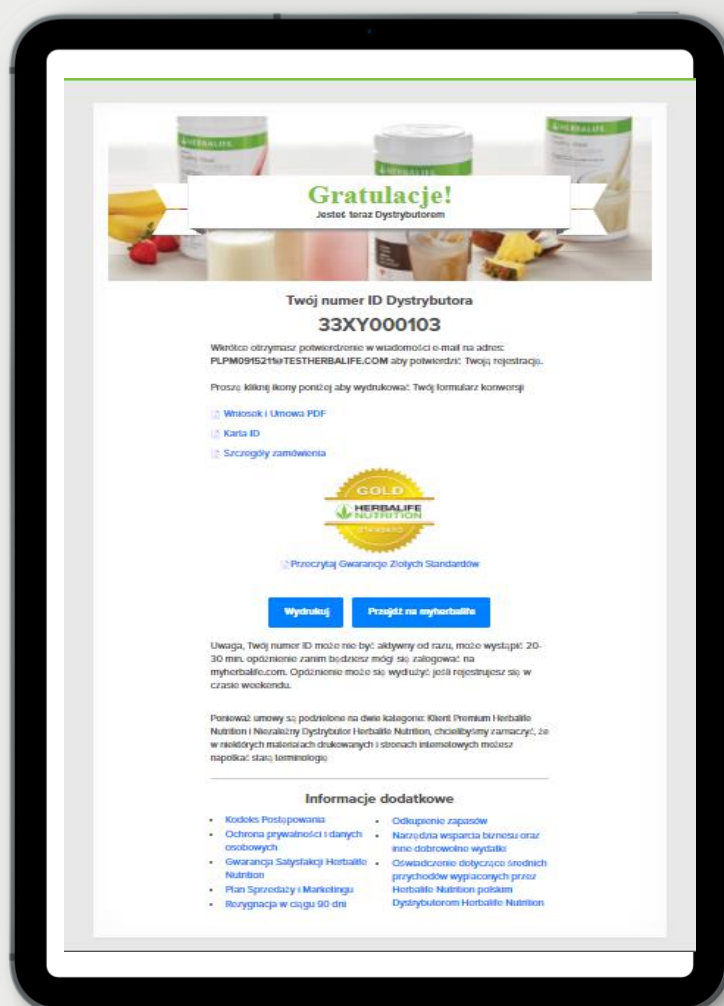 HERBALIFE
HERBALIFE
HERBALIFE
Gratulacje!
Jesteś teraz Dystrybutorem
Twój numer ID Dystrybutora
33XY000103
Wkrótce otrzymasz potwierdzenie w wiadomości e-mail na adres:
PLPM0915211@TESTHERBALIFE.COM aby potwierdzić Twoją rejestrację.
Proszę kliknij ikony poniżej aby wydrukować Twój formularz konwersji
Wniosek i Umowa PDF
Karta ID
Szczegóły zamówienia
GOLD
HERBALIFE
NUTRITION
STANDARD
Przeczytaj Gwarancje Złotych Standardów
Wydrukuj Przejdź na myherbalife
Uwaga, Twój numer ID może nie być aktywny od razu, może wystąpić 20-
30 min. opóźnienie zanim będziesz mógł się zalogować na
myherbalife.com. Opóźnienie może się wydłużyć jeśli rejestrujesz się w
czasie weekendu.
Ponieważ umowy są podzielone na dwie kategorie: Klient Premium Herbalife
Nutrition i Niezależny Dystrybutor Herbalife Nutrition, chcielibyśmy zaznaczyć, że
w niektórych materiałach drukowanych i stronach internetowych możesz
napotkać starą terminologię
Informacje dodatkowe
• Kodeks Postępowania
• Ochrona prywatności i danych
osobowych
• Gwarancja Satysfakcji Herbalife
Nutrition
• Plan Sprzedaży i Marketingu
• Rezygnacja w ciągu 90 dni
• Odkupienie zapasów
• Narzędzia wsparcia biznesu oraz
inne dobrowolne wydatki
• Oświadczenie dotyczące średnich
przychodów wypłaconych przez
Herbalife Nutrition polskim
Dystrybutorom Herbalife Nutrition